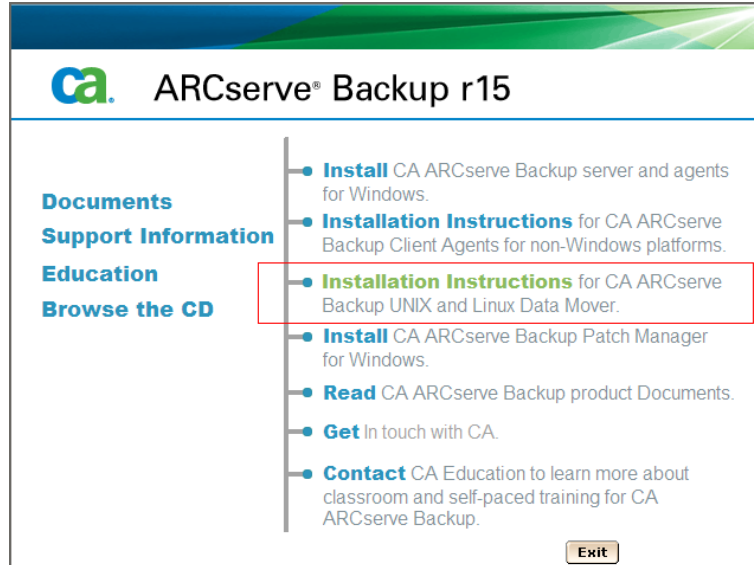 ca.
ARCserve® Backup r15
Documents
Support Information
Education
Browse the CD
Install CA ARCserve Backup server and agents
for Windows.
Installation Instructions for CA ARCserve
Backup Client Agents for non-Windows platforms.
Installation Instructions for CA ARCserve
Backup UNIX and Linux Data Mover.
Install CA ARCserve Backup Patch Manager
for Windows.
Read CA ARCserve Backup product Documents.
Get In touch with CA.
Contact CA Education to learn more about
classroom and self-paced training for CA
ARCserve Backup.
Exit